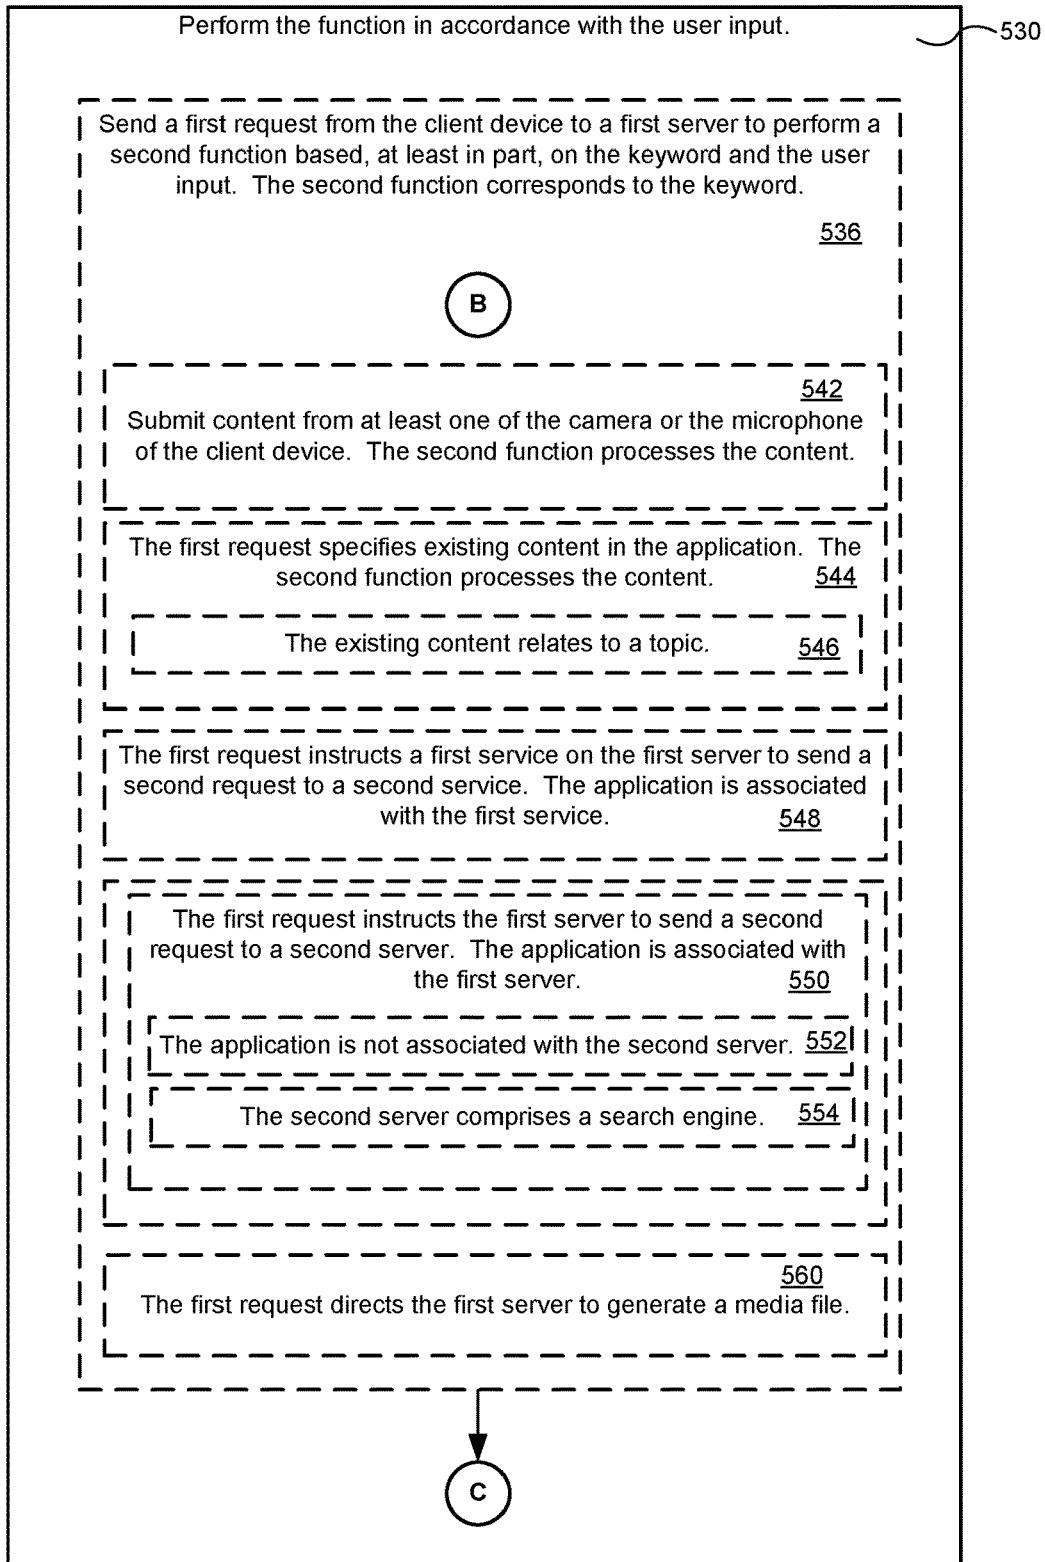 Perform the function in accordance with the user input.
530
Send a first request from the client device to a first server to perform a
second function based, at least in part, on the keyword and the user
input.  The second function corresponds to the keyword.
536
B
542
Submit content from at least one of the camera or the microphone
of the client device.  The second function processes the content.
The first request specifies existing content in the application.  The
second function processes the content.
544
The existing content relates to a topic.
546
The first request instructs a first service on the first server to send a
second request to a second service.  The application is associated
with the first service.
548
The first request instructs the first server to send a second
request to a second server.  The application is associated with
the first server.
550
The application is not associated with the second server.
552
The second server comprises a search engine.
554
560
The first request directs the first server to generate a media file.
C